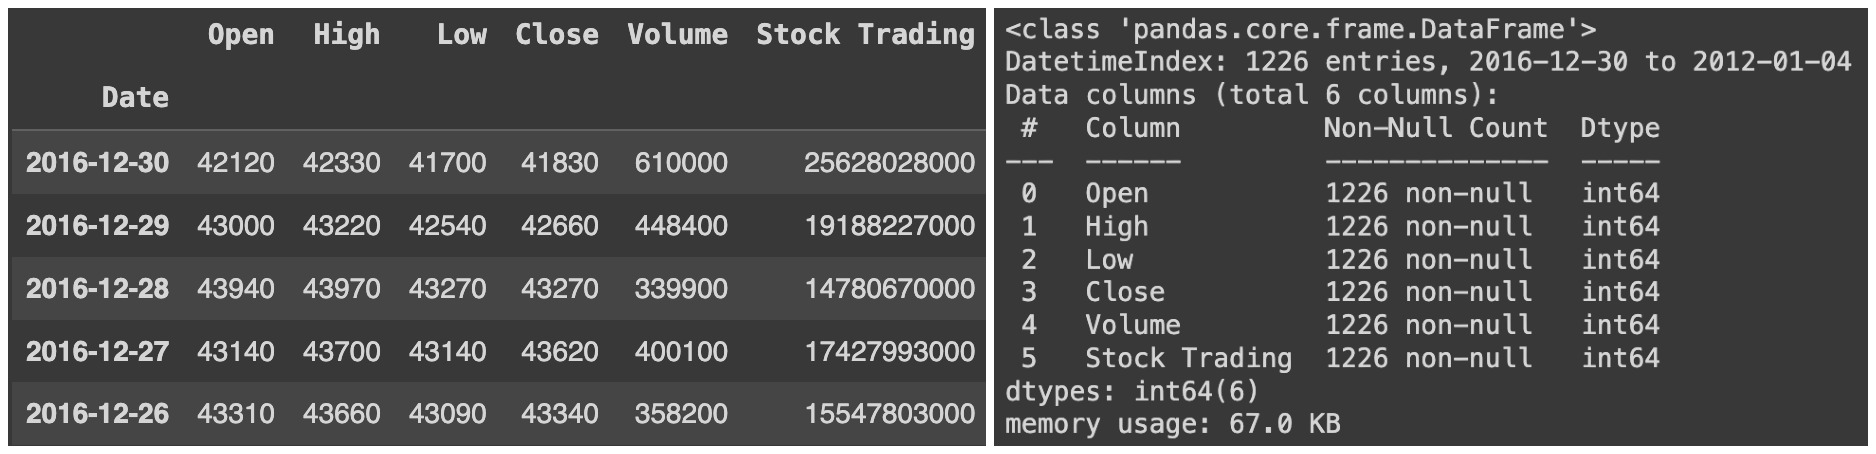 Open High Low Close Volume Stock Trading
Date
2016-12-30 42120 42330 41700 41830 610000 25628028000
2016-12-29 43000 43220 42540 42660 448400 19188227000
2016-12-28 43940 43970 43270 43270 339900 14780670000
2016-12-27 43140 43700 43140 43620 400100 17427993000
2016-12-26 43310 43660 43090 43340 358200 15547803000
<class 'pandas.core.frame.DataFrame'>
DatetimeIndex: 1226 entries, 2016-12-30 to 2012-01-04
Data columns (total 6 columns):
# Column Non-Null Count Dtype
--- ------ -------------- -----
0 Open 1226 non-null int64
1 High 1226 non-null int64
2 Low 1226 non-null int64
3 Close 1226 non-null int64
4 Volume 1226 non-null int64
5 Stock Trading 1226 non-null int64
dtypes: int64(6)
memory usage: 67.0 KB